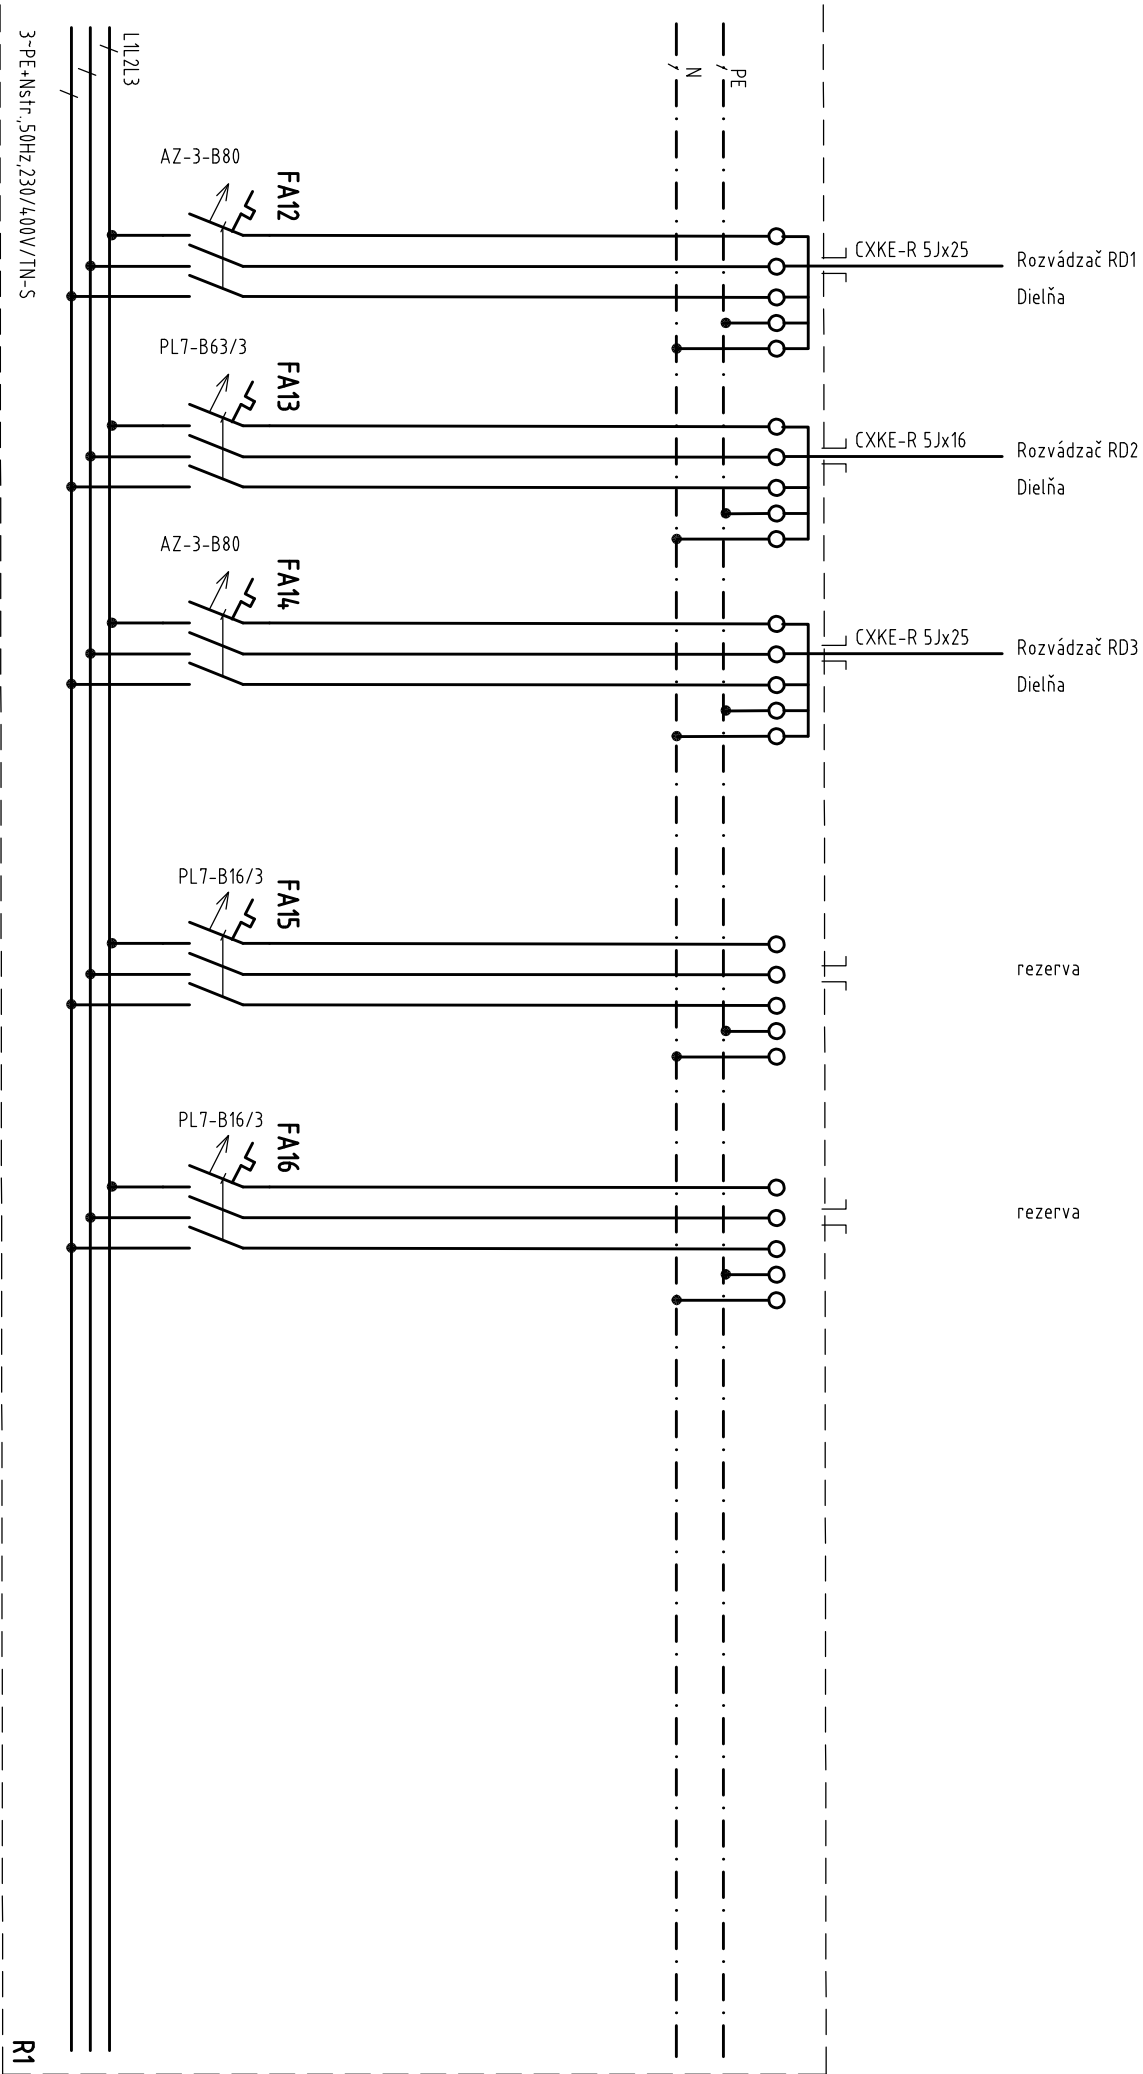 L1L2L3
3~PE+Nstr.,50Hz,230/400V/TN-S
N
PE
AZ-3-B80
FA12
CXKE-R 5Jx25
Rozvádzač RD1
Dielňa
PL7-B63/3
FA13
CXKE-R 5Jx16
Rozvádzač RD2
Dielňa
AZ-3-B80
FA14
CXKE-R 5Jx25
Rozvádzač RD3
Dielňa
PL7-B16/3
FA15
rezerva
PL7-B16/3
FA16
rezerva
R1